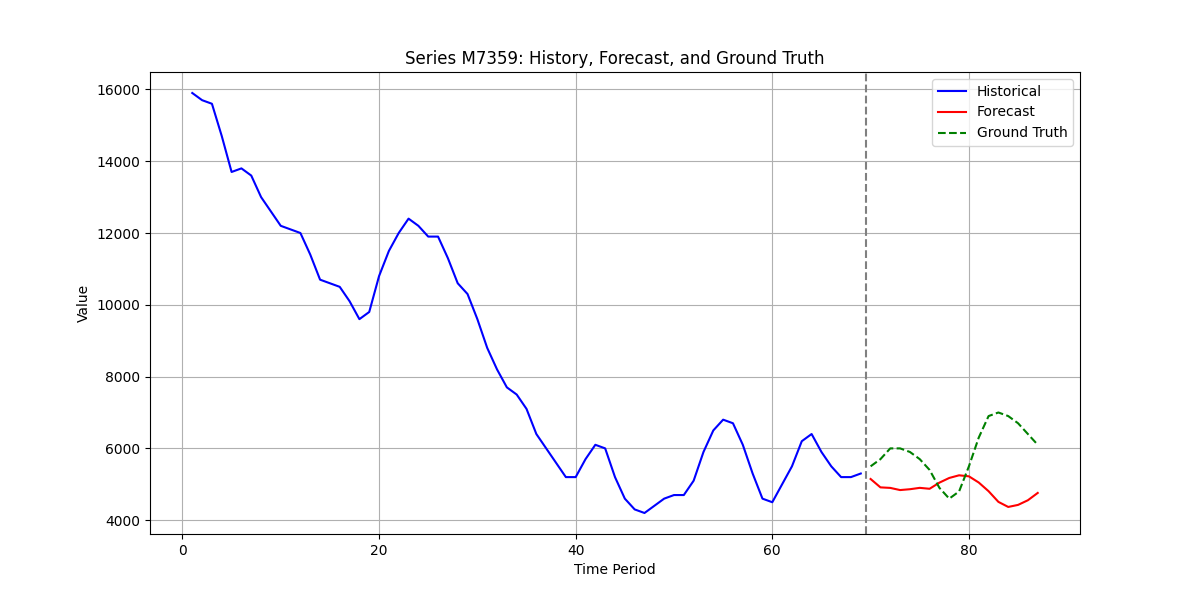 Series M7359: History, Forecast, and Ground Truth
Historical
Forecast
Ground Truth
16000
14000
12000
10000
8000
6000
4000
Value
0 20 40 60 80
Time Period